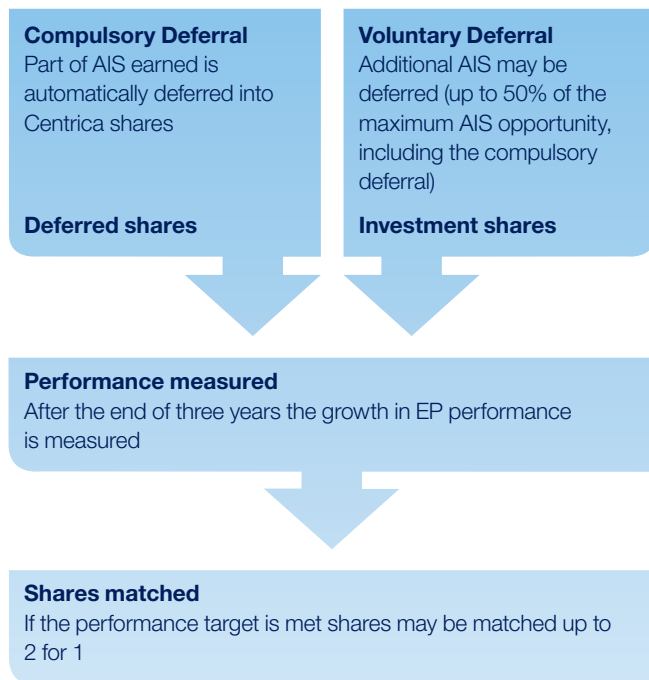 Compulsory Deferral
Part of AIS earned is
automatically deferred into
Centrica shares
Deferred shares
Voluntary Deferral
Additional AIS may be
deferred (up to 50% of the
maximum AIS opportunity,
including the compulsory
deferral)
Investment shares
Performance measured
After the end of three years the growth in EP performance
is measured
Shares matched
If the performance target is met shares may be matched up to
2 for 1